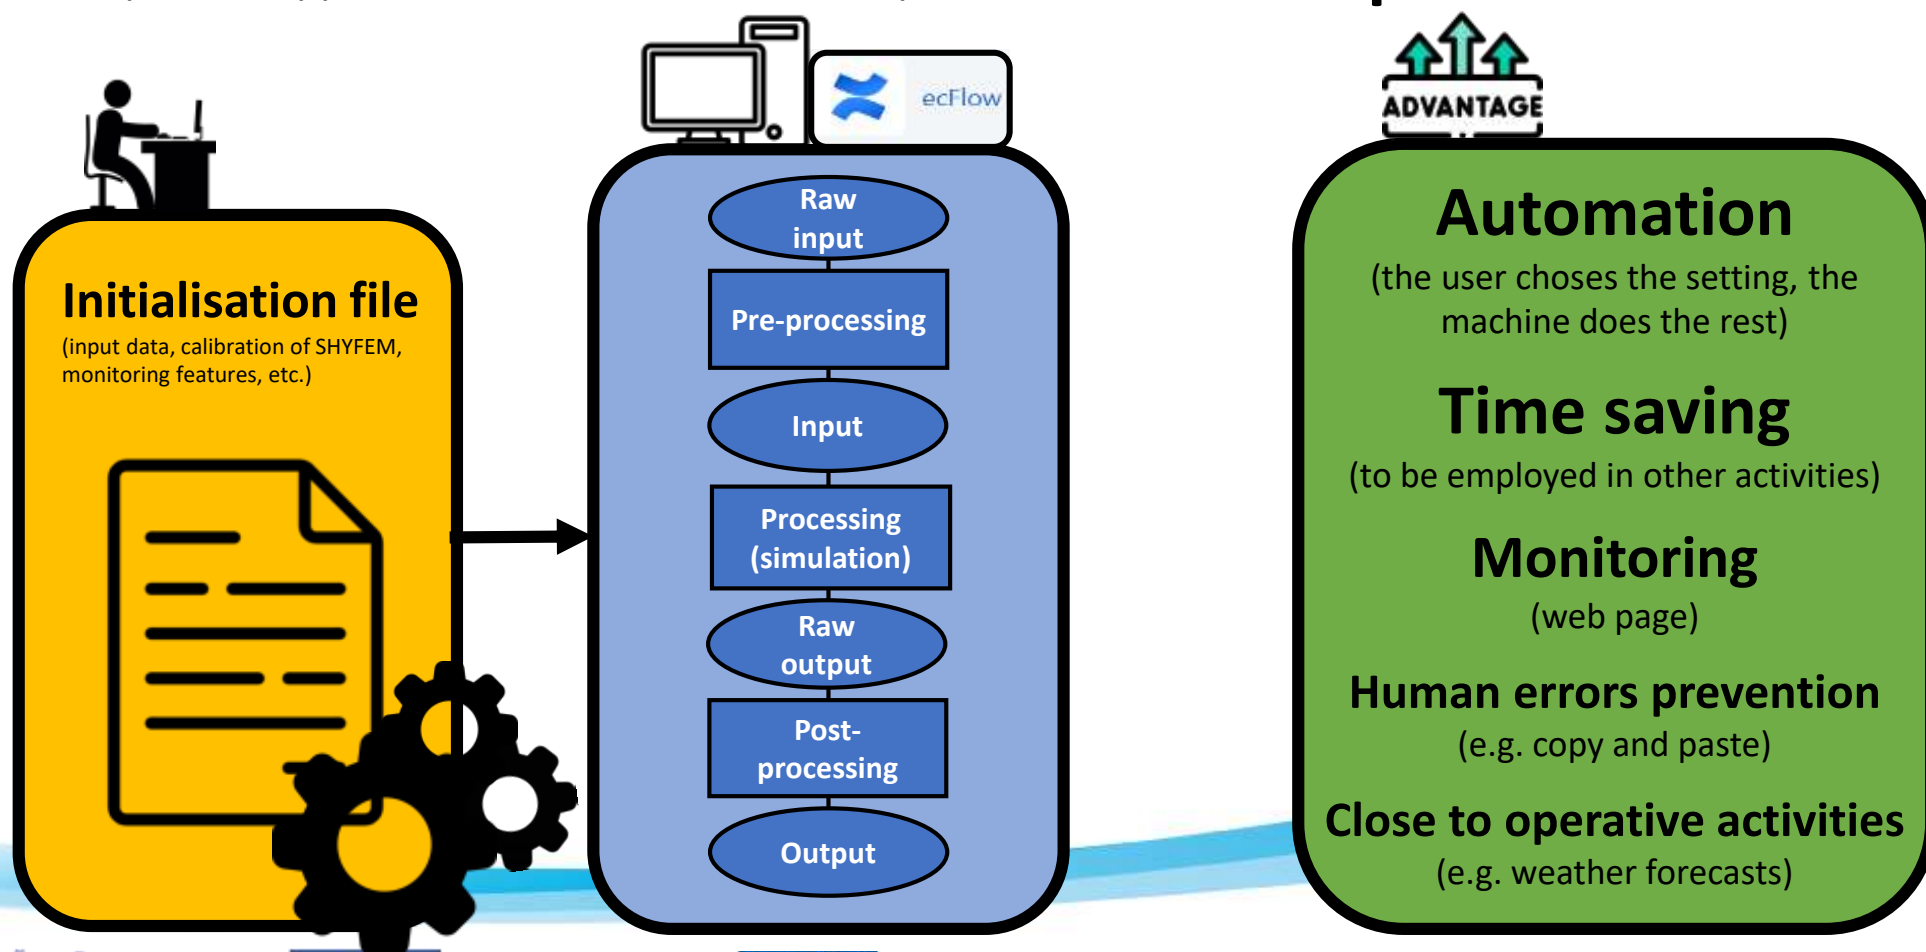 Initialisation file
(input data, calibration of SHYFEM,
monitoring features, etc.)
ecFlow
Raw
input
Pre-processing
Input
Processing
(simulation)
Raw
output
Post-
processing
Output
ADVANTAGE
Automation
(the user choses the setting, the
machine does the rest)
Time saving
(to be employed in other activities)
Monitoring
(web page)
Human errors prevention
(e.g. copy and paste)
Close to operative activities
(e.g. weather forecasts)